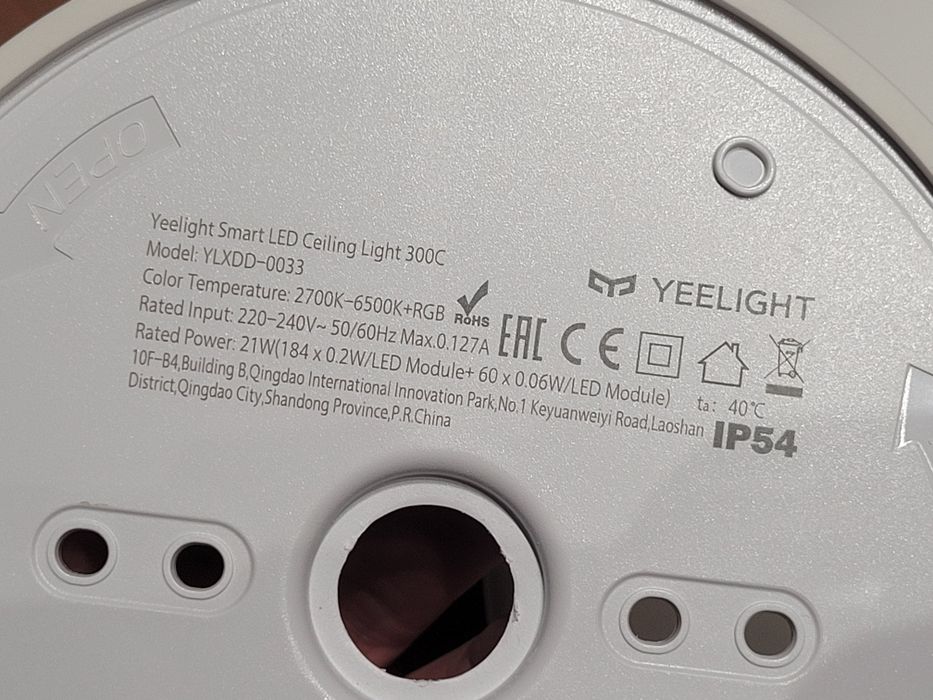 OPEN
Yeelight Smart LED Ceiling Light 300C
Model: YLXDD-0033
Color Temperature: 2700K-6500K+RGB
RoHS
Rated Input: 220-240V~ 50/60Hz Max.0.127A
Rated Power: 21W(184 x 0.2W/LED Module+ 60 x 0.06W/LED Module)
10F-B4,Building B,Qingdao International Innovation Park,No.1 Keyuanweiyi Road,Laoshan
District,Qingdao City,Shandong Province,P.R.China
YEELIGHT
EAC CE
ta: 40℃
IP54